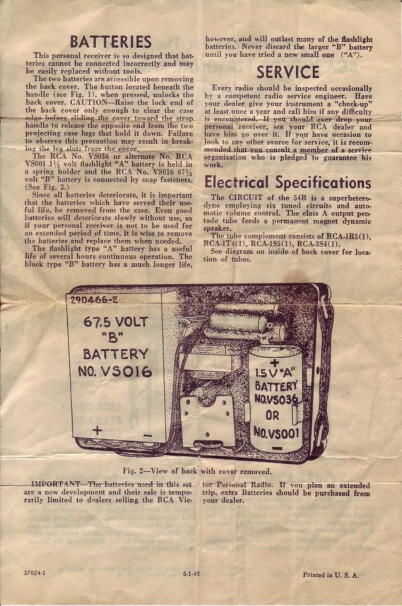 BATTERIES
This personal receiver is so designed that bat-
teries cannot be connected incorrectly and may
be easily replaced without tools.
The two batteries are accessible upon removing
the back cover. The button located beneath the
handle (see Fig. 1), when pressed, unlocks the
back cover. CAUTION—Raise the lock end of
the back cover only enough to clear the case
edge before sliding the cover toward the strap
handle to release the opposite end from the two
projecting case lugs that hold it down. Failure
to observe this precaution may result in break-
ing the lug slots from the cover.
The RCA No. VS036 or alternate No. RCA
VS001 1½ volt flashlight "A" battery is held in
a spring holder and the RCA No. VS016 67½
volt "B" battery is connected by snap fasteners.
(See Fig. 2.)
Since all batteries deteriorate, it is important
that the batteries which have served their use-
ful life, be removed from the case. Even good
batteries will deteriorate slowly without use, so
if your personal receiver is not to be used for
an extended period of time, it is wise to remove
the batteries and replace them when needed.
The flashlight type "A" battery has a useful
life of several hours continuous operation. The
block type "B" battery has a much longer life,
however, and will outlast many of the flashlight
batteries. Never discard the larger "B" battery
until you have tried a new small one ("A").
SERVICE
Every radio should be inspected occasionally
by a competent radio service engineer. Have
your dealer give your instrument a "check-up"
at least once a year and call him if any difficulty
is encountered. If you should ever drop your
personal receiver, see your RCA dealer and
have him go over it. If you have occasion to
look to any other source for service, it is recom-
mended that you consult a member of a service
organization who is pledged to guarantee his
work.
Electrical Specifications
The CIRCUIT of the 54B is a superhetero-
dyne employing six tuned circuits and auto-
matic volume control. The class A output pen-
tode tube feeds a permanent magnet dynamic
speaker.
The tube complement consists of RCA-1R5(1),
RCA-1T4(1), RCA-1S5(1), RCA-3S4(1).
See diagram on inside of back cover for loca-
tion of tubes.
290466-2
67.5 VOLT
"B"
BATTERY
NO. VS016
+
−
+
1.5 V "A"
BATTERY
NO. VS036
OR
NO. VS001
−
Fig. 2—View of back with cover removed.
IMPORTANT—The batteries used in this set
are a new development and their sale is tempo-
rarily limited to dealers selling the RCA Vic-
tor Personal Radio. If you plan an extended
trip, extra Batteries should be purchased from
your dealer.
Printed in U. S. A.